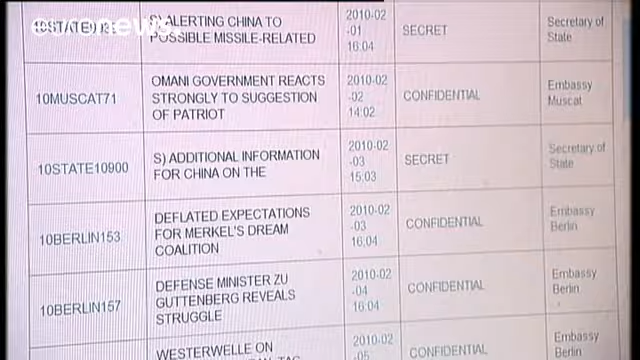 euronews.
S) ALERTING CHINA TO
POSSIBLE MISSILE-RELATED
2010-02
-01
16:04
SECRET
Secretary of
State
10MUSCAT71
OMANI GOVERNMENT REACTS
STRONGLY TO SUGGESTION
OF PATRIOT
2010-02
-02
14:02
CONFIDENTIAL
Embassy
Muscat
10STATE10900
S) ADDITIONAL INFORMATION
FOR CHINA ON THE
2010-02
-03
15:03
SECRET
Secretary of
State
10BERLIN153
DEFLATED EXPECTATIONS
FOR MERKEL'S DREAM
COALITION
2010-02
-03
16:04
CONFIDENTIAL
Embassy
Berlin
10BERLIN157
DEFENSE MINISTER ZU
GUTTENBERG REVEALS
STRUGGLE
2010-02
-04
16:04
CONFIDENTIAL
Embassy
Berlin
WESTERWELLE ON
2010-02
-05
CONFIDENTIAL
Embassy
Berlin